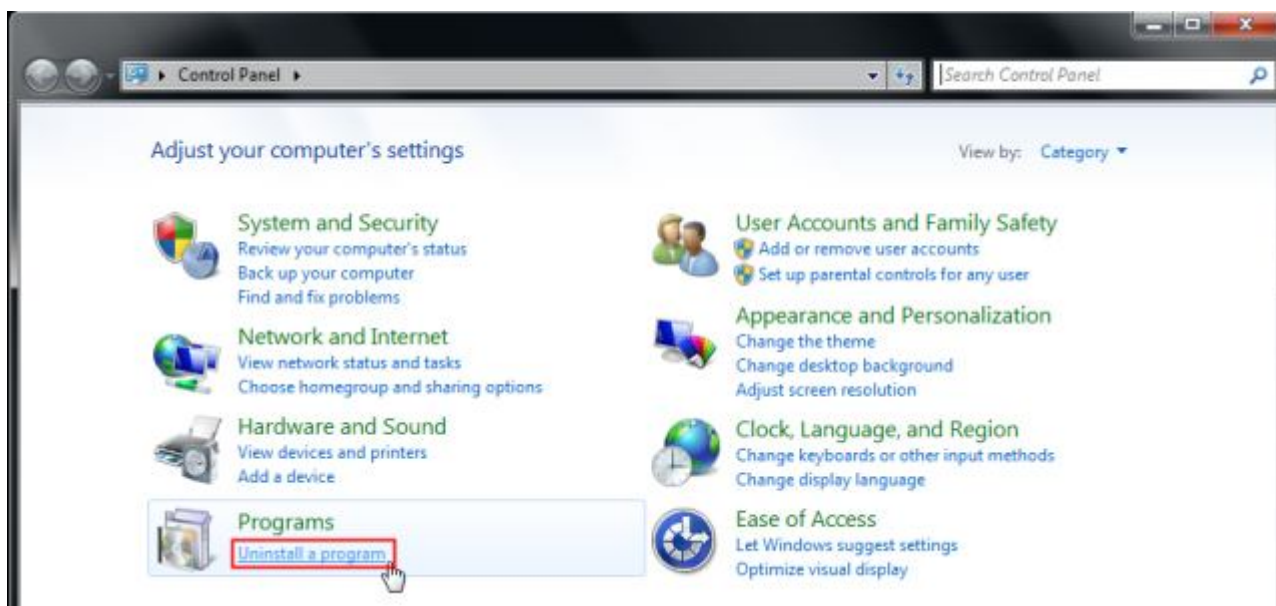 Control Panel
Search Control Panel
Adjust your computer's settings
View by: Category
System and Security
Review your computer's status
Back up your computer
Find and fix problems
Network and Internet
View network status and tasks
Choose homegroup and sharing options
Hardware and Sound
View devices and printers
Add a device
Programs
Uninstall a program
User Accounts and Family Safety
Add or remove user accounts
Set up parental controls for any user
Appearance and Personalization
Change the theme
Change desktop background
Adjust screen resolution
Clock, Language, and Region
Change keyboards or other input methods
Change display language
Ease of Access
Let Windows suggest settings
Optimize visual display